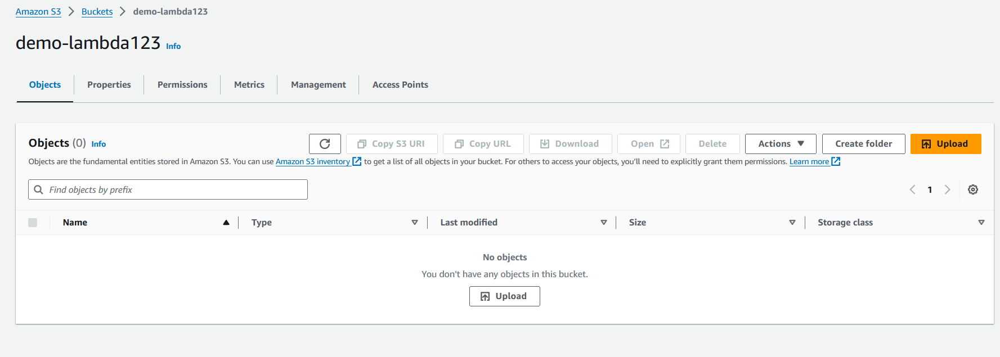 Amazon S3 > Buckets > demo-lambda123
demo-lambda123 Info
Objects Properties Permissions Metrics Management Access Points
Objects (0) Info Copy S3 URI Copy URL Download Open Delete Actions Create folder Upload
Objects are the fundamental entities stored in Amazon S3. You can use Amazon S3 inventory to get a list of all objects in your bucket. For others to access your objects, you’ll need to explicitly grant them permissions. Learn more
Find objects by prefix 1
Name Type Last modified Size Storage class
No objects
You don't have any objects in this bucket.
Upload